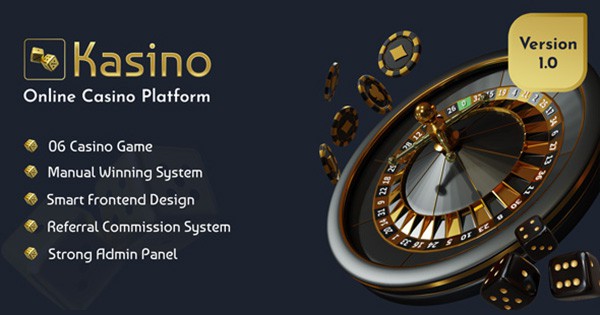 Kasino
Online Casino Platform
Version
1.0
06 Casino Game
Manual Winning System
Smart Frontend Design
Referral Commission System
Strong Admin Panel